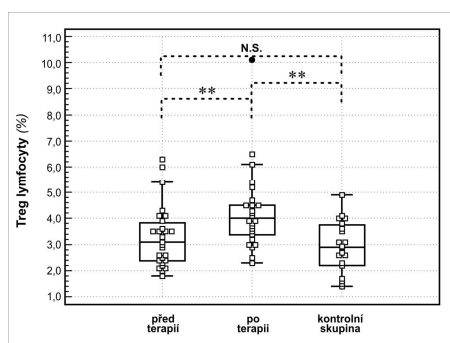 Treg lymfocyty (%)
11,0
10,0
9,0
8,0
7,0
6,0
5,0
4,0
3,0
2,0
1,0
N.S.
**
**
před
terapií
po
terapii
kontrolní
skupina